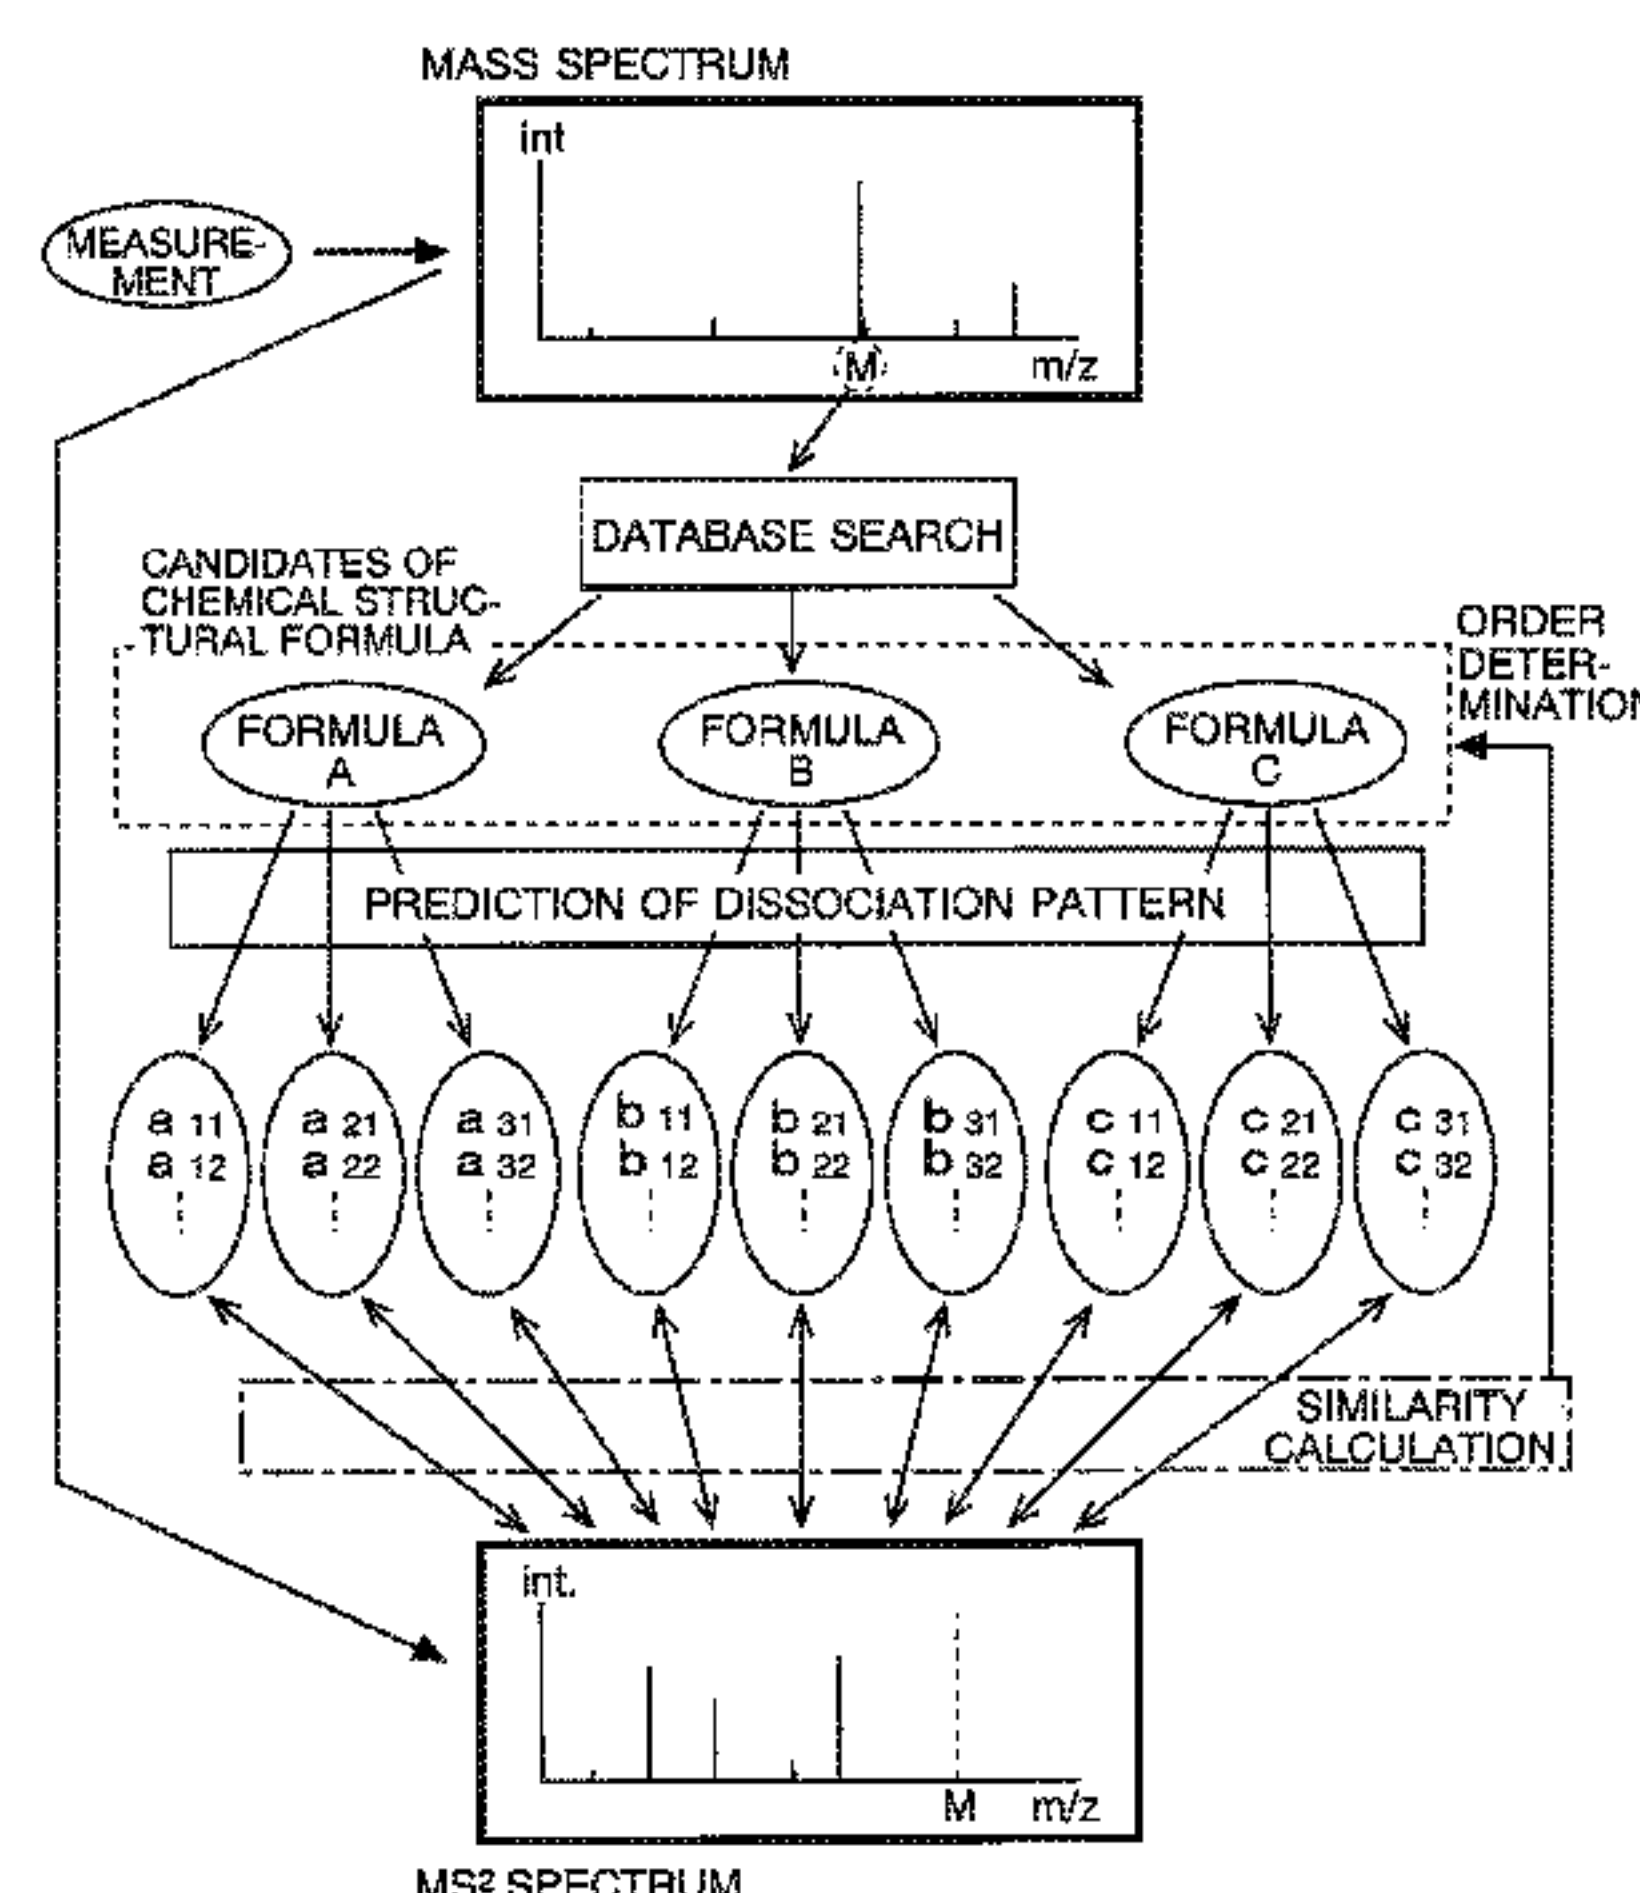 MASS SPECTRUM
int
MEASURE-
MENT
M
m/z
DATABASE SEARCH
CANDIDATES OF
CHEMICAL STRUC-
TURAL FORMULA
ORDER
DETER-
MINATION
FORMULA
A
FORMULA
B
FORMULA
C
PREDICTION OF DISSOCIATION PATTERN
a 11
a 12
a 21
a 22
a 31
a 32
b 11
b 12
b 21
b 22
b 31
b 32
c 11
c 12
c 21
c 22
c 31
c 32
SIMILARITY
CALCULATION
int.
M
m/z
MS2 SPECTRUM